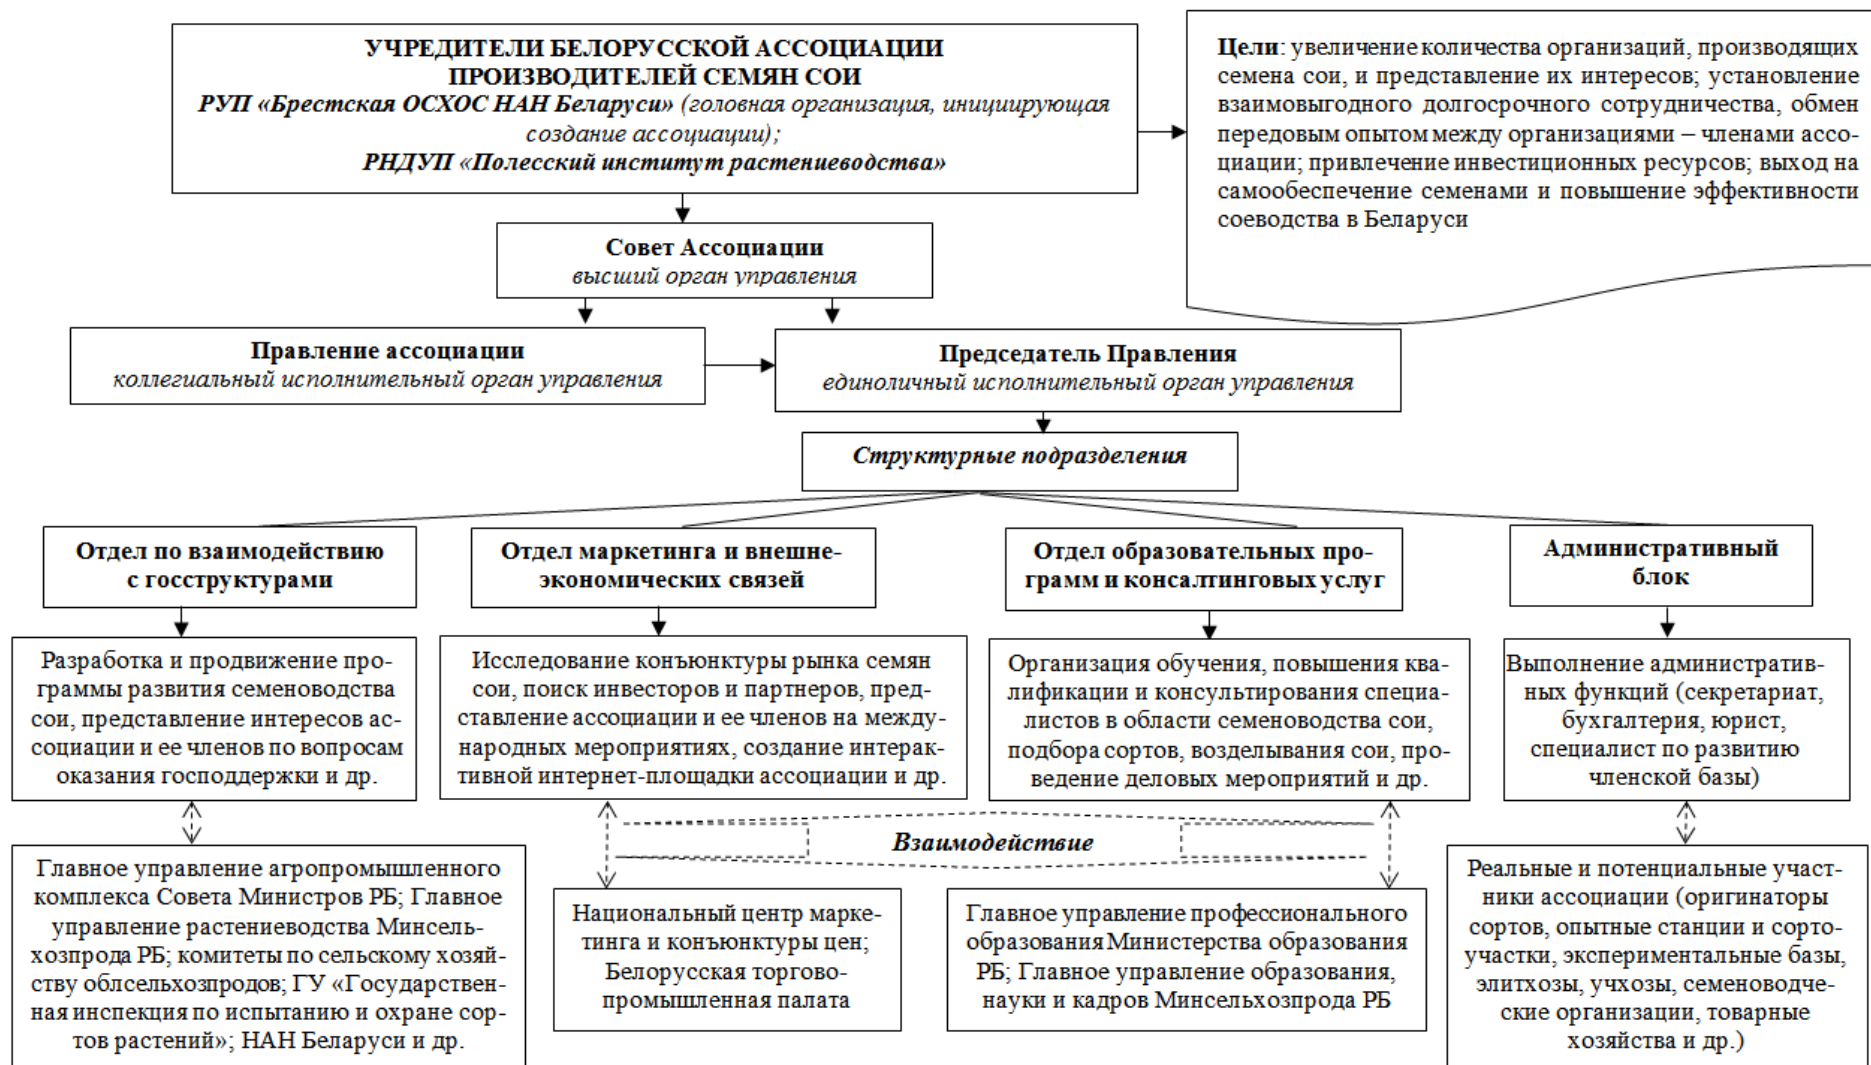 УЧРЕДИТЕЛИ БЕЛОРУССКОЙ АССОЦИАЦИИ
ПРОИЗВОДИТЕЛЕЙ СЕМЯН СОИ
РУП «Брестская ОСХОС НАН Беларуси» (головная организация, инициирующая
создание ассоциации);
РНДУП «Полесский институт растениеводства»
Цели: увеличение количества организаций, производящих
семена сои, и представление их интересов; установление
взаимовыгодного долгосрочного сотрудничества, обмен
передовым опытом между организациями – членами ассо-
циации; привлечение инвестиционных ресурсов; выход на
самообеспечение семенами и повышение эффективности
соеводства в Беларуси
Совет Ассоциации
высший орган управления
Правление ассоциации
коллегиальный исполнительный орган управления
Председатель Правления
единоличный исполнительный орган управления
Структурные подразделения
Отдел по взаимодействию
с госструктурами
Отдел маркетинга и внешне-
экономических связей
Отдел образовательных про-
грамм и консалтинговых услуг
Административный
блок
Разработка и продвижение про-
граммы развития семеноводства
сои, представление интересов ас-
социации и ее членов по вопросам
оказания господдержки и др.
Исследование конъюнктуры рынка семян
сои, поиск инвесторов и партнеров, пред-
ставление ассоциации и ее членов на между-
народных мероприятиях, создание интерак-
тивной интернет-площадки ассоциации и др.
Организация обучения, повышения ква-
лификации и консультирования специа-
листов в области семеноводства сои,
подбора сортов, возделывания сои, про-
ведение деловых мероприятий и др.
Выполнение административ-
ных функций (секретариат,
бухгалтерия, юрист,
специалист по развитию
членской базы)
Взаимодействие
Главное управление агропромышленного
комплекса Совета Министров РБ; Главное
управление растениеводства Минсель-
хозпрода РБ; комитеты по сельскому хозяй-
ству облсельхозпродов; ГУ «Государствен-
ная инспекция по испытанию и охране сор-
тов растений»; НАН Беларуси и др.
Национальный центр марке-
тинга и конъюнктуры цен;
Белорусская торгово-
промышленная палата
Главное управление профессионального
образования Министерства образования
РБ; Главное управление образования,
науки и кадров Минсельхозпрода РБ
Реальные и потенциальные участ-
ники ассоциации (оригинаторы
сортов, опытные станции и сорто-
участки, экспериментальные базы,
элитхозы, учхозы, семеноводче-
ские организации, товарные
хозяйства и др.)